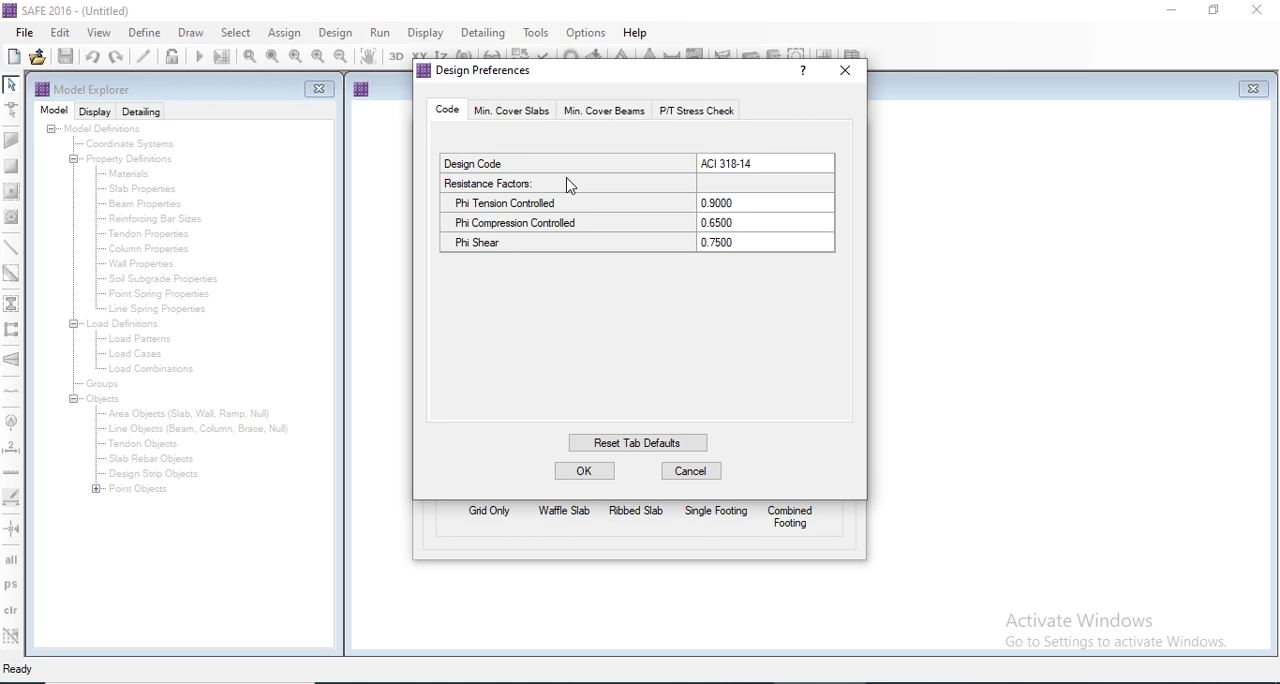 SAFE 2016 - (Untitled)
File Edit View Define Draw Select Assign Design Run Display Detailing Tools Options Help
3D
Model Explorer
Model Display Detailing
Model Definitions
Coordinate Systems
Property Definitions
Materials
Slab Properties
Beam Properties
Reinforcing Bar Sizes
Tendon Properties
Column Properties
Wall Properties
Soil Subgrade Properties
Point Spring Properties
Line Spring Properties
Load Definitions
Load Patterns
Load Cases
Load Combinations
Groups
Objects
Area Objects (Slab, Wall, Ramp, Null)
Line Objects (Beam, Column, Brace, Null)
Tendon Objects
Slab Rebar Objects
Design Strip Objects
Point Objects
all
ps
clr
Design Preferences
?
Code Min. Cover Slabs Min. Cover Beams P/T Stress Check
Design Code ACI 318-14
Resistance Factors:
Phi Tension Controlled 0.9000
Phi Compression Controlled 0.6500
Phi Shear 0.7500
Reset Tab Defaults
OK Cancel
Grid Only Waffle Slab Ribbed Slab Single Footing Combined
Footing
Activate Windows
Go to Settings to activate Windows.
Ready